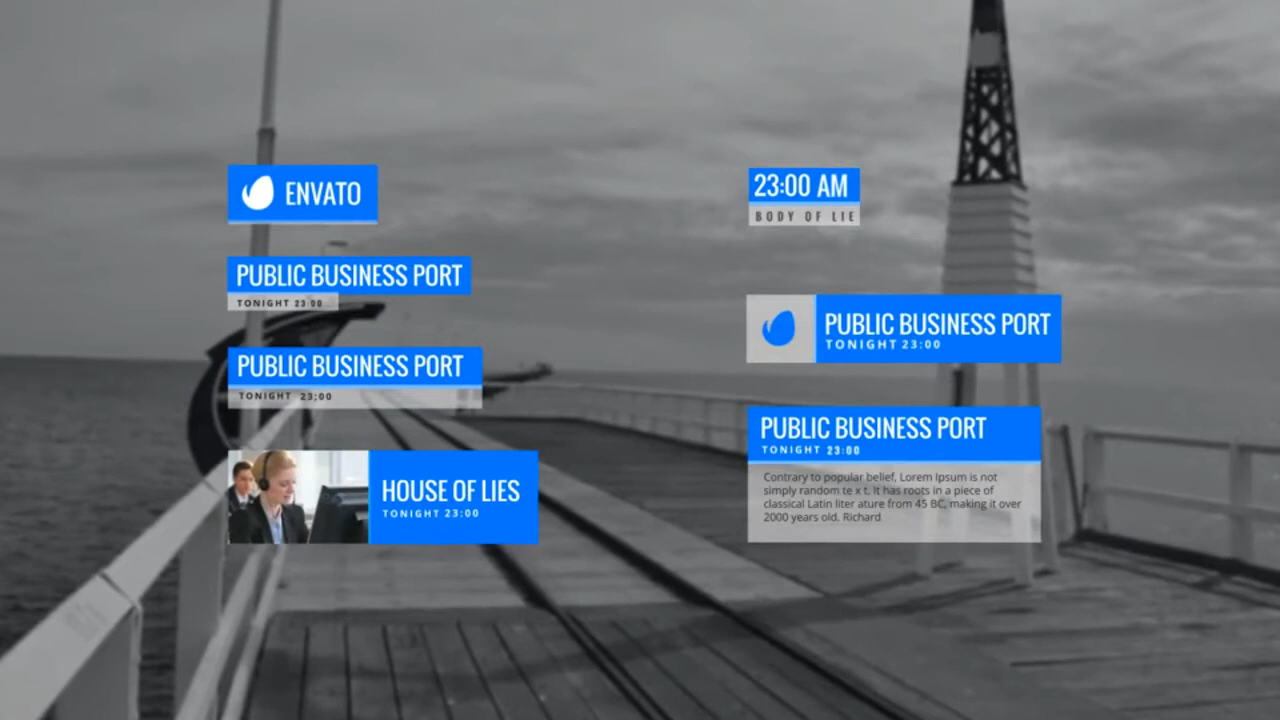 ENVATO
PUBLIC BUSINESS PORT
TONIGHT 23:00
PUBLIC BUSINESS PORT
TONIGHT 23;00
HOUSE OF LIES
TONIGHT 23:00
23:00 AM
BODY OF LIE
PUBLIC BUSINESS PORT
TONIGHT 23:00
PUBLIC BUSINESS PORT
TONIGHT 23:00
Contrary to popular belief, Lorem Ipsum is not
simply random te x t. It has roots in a piece of
classical Latin liter ature from 45 BC, making it over
2000 years old. Richard